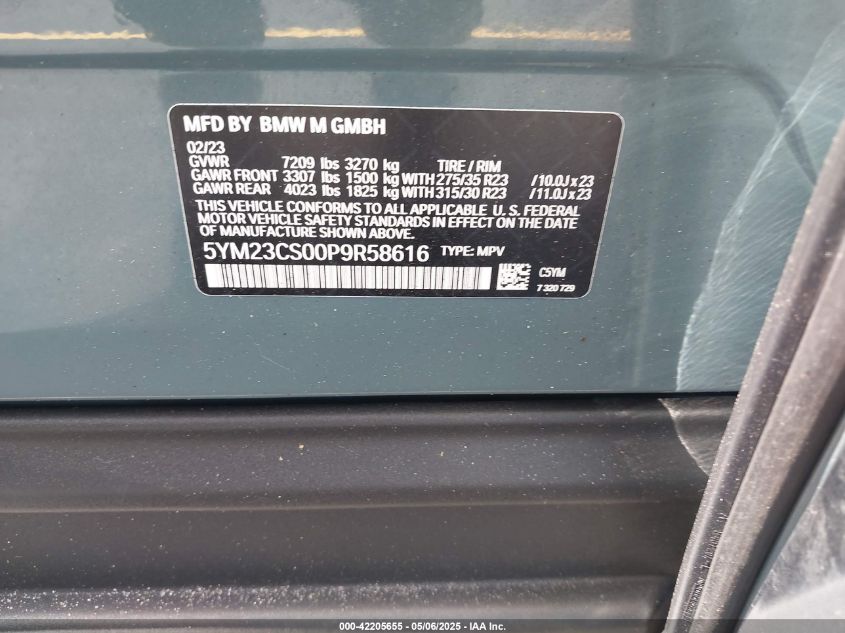 MFD BY BMW M GMBH
02/23
GVWR 7209 lbs 3270 kg TIRE / RIM
GAWR FRONT 3307 lbs 1500 kg WITH 275/35 R23 /10.0J x 23
GAWR REAR 4023 lbs 1825 kg WITH 315/30 R23 /11.0J x 23
THIS VEHICLE CONFORMS TO ALL APPLICABLE U. S. FEDERAL
MOTOR VEHICLE SAFETY STANDARDS IN EFFECT ON THE DATE
OF MANUFACTURE SHOWN ABOVE.
5YM23CS00P9R58616 TYPE: MPV
C5YM
7 320 729
000-42205655 - 05/06/2025 - IAA Inc.